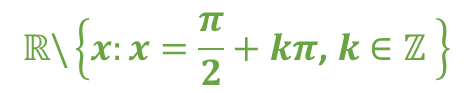 ℝ\{x: x = π/2 + kπ, k ∈ ℤ}